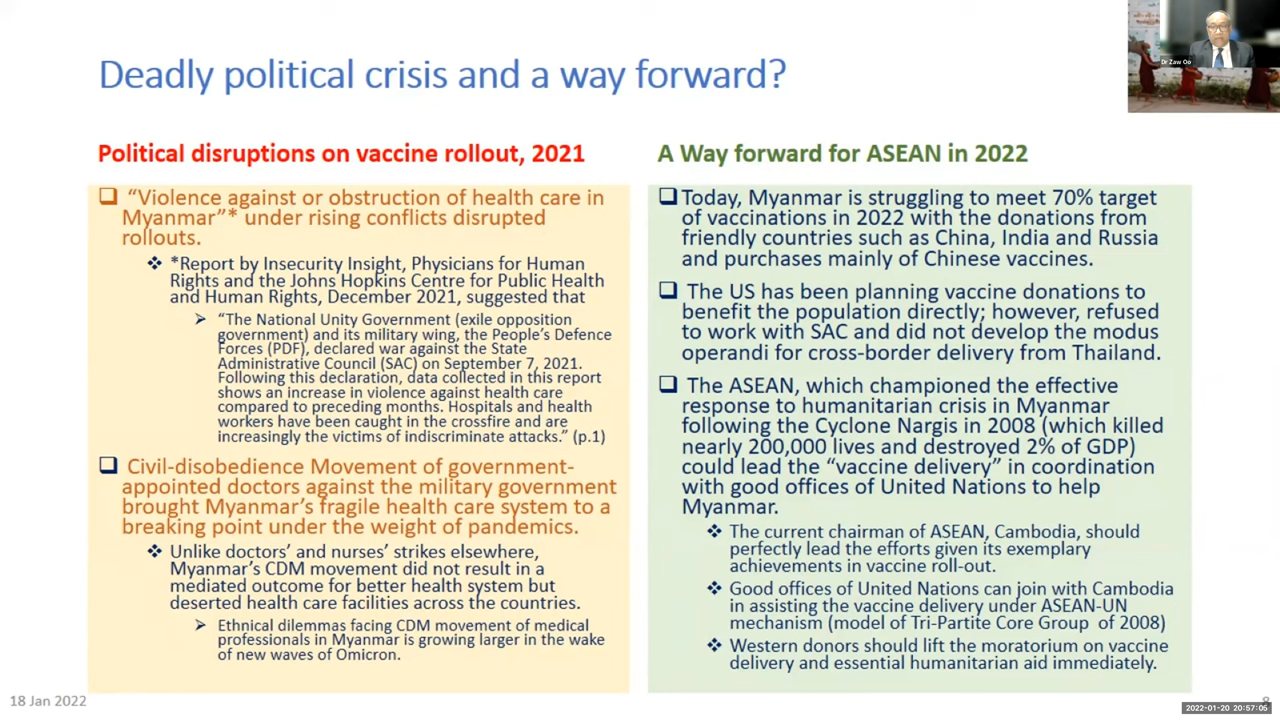 Dr Zaw Oo
Deadly political crisis and a way forward?
Political disruptions on vaccine rollout, 2021
"Violence against or obstruction of health care in
Myanmar"* under rising conflicts disrupted
rollouts.
*Report by Insecurity Insight, Physicians for Human
Rights and the Johns Hopkins Centre for Public Health
and Human Rights, December 2021, suggested that
"The National Unity Government (exile opposition
government) and its military wing, the People's Defence
Forces (PDF), declared war against the State
Administrative Council (SAC) on September 7, 2021.
Following this declaration, data collected in this report
shows an increase in violence against health care
compared to preceding months. Hospitals and health
workers have been caught in the crossfire and are
increasingly the victims of indiscriminate attacks." (p.1)
Civil-disobedience Movement of government-
appointed doctors against the military government
brought Myanmar's fragile health care system to a
breaking point under the weight of pandemics.
Unlike doctors' and nurses' strikes elsewhere,
Myanmar's CDM movement did not result in a
mediated outcome for better health system but
deserted health care facilities across the countries.
Ethnical dilemmas facing CDM movement of medical
professionals in Myanmar is growing larger in the wake
of new waves of Omicron.
A Way forward for ASEAN in 2022
Today, Myanmar is struggling to meet 70% target
of vaccinations in 2022 with the donations from
friendly countries such as China, India and Russia
and purchases mainly of Chinese vaccines.
The US has been planning vaccine donations to
benefit the population directly; however, refused
to work with SAC and did not develop the modus
operandi for cross-border delivery from Thailand.
The ASEAN, which championed the effective
response to humanitarian crisis in Myanmar
following the Cyclone Nargis in 2008 (which killed
nearly 200,000 lives and destroyed 2% of GDP)
could lead the "vaccine delivery" in coordination
with good offices of United Nations to help
Myanmar.
The current chairman of ASEAN, Cambodia, should
perfectly lead the efforts given its exemplary
achievements in vaccine roll-out.
Good offices of United Nations can join with Cambodia
in assisting the vaccine delivery under ASEAN-UN
mechanism (model of Tri-Partite Core Group of 2008)
Western donors should lift the moratorium on vaccine
delivery and essential humanitarian aid immediately.
18 Jan 2022
8
2022-01-20 20:57:05